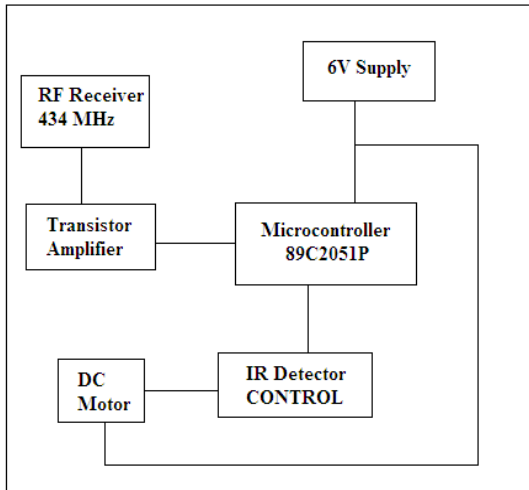 6V Supply
RF Receiver
434 MHz
Transistor
Amplifier
Microcontroller
89C2051P
IR Detector
CONTROL
DC
Motor